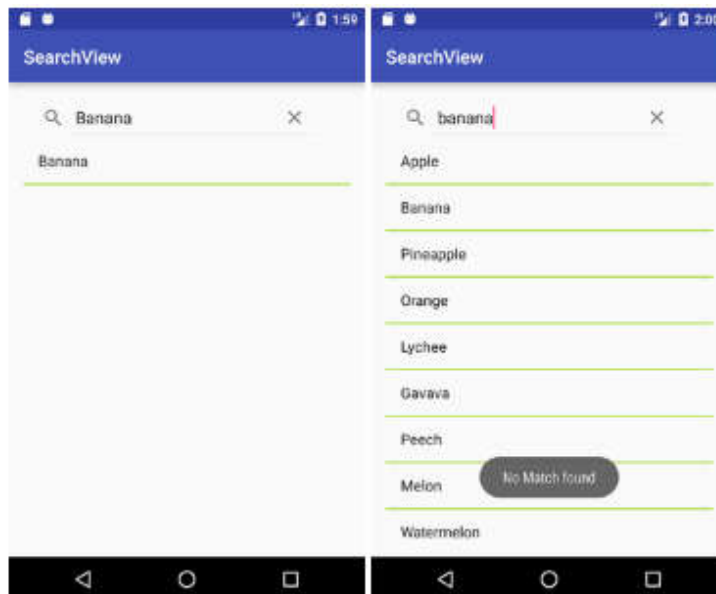 1:59
SearchView
Banana
Banana
2:00
SearchView
banana
Apple
Banana
Pineapple
Orange
Lychee
Gavava
Peech
Melon
No Match found
Watermelon